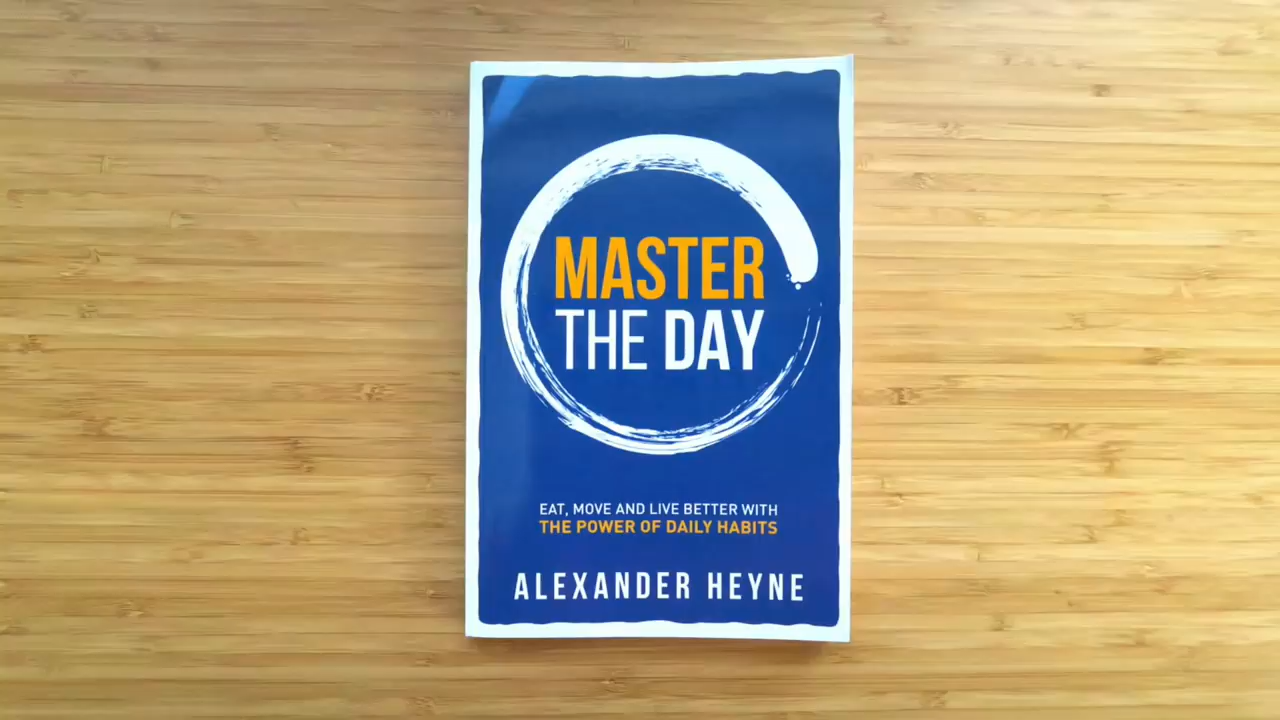 MASTER
THE DAY
EAT, MOVE AND LIVE BETTER WITH
THE POWER OF DAILY HABITS
ALEXANDER HEYNE